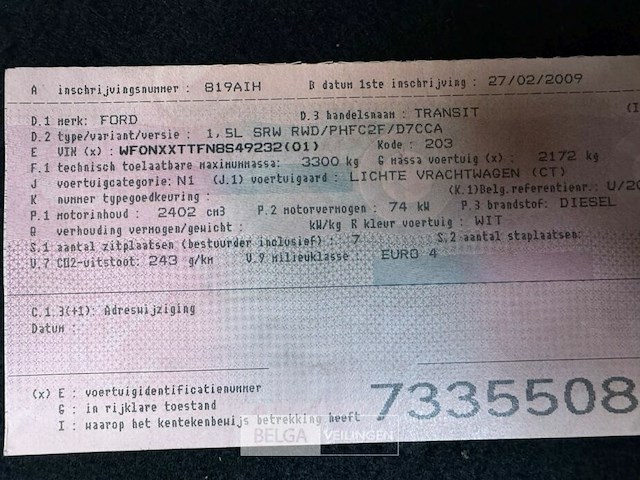 A inschrijvingsnummer : 819AIH B datum 1ste inschrijving : 27/02/2009
D.1 merk: FORD D.3 handelsnaam : TRANSIT
D.2 type/variant/versie : 1,5L SRW RWD/PHFC2F/D7CCA
E VIN (x) : WF0NXXTTFN8S49232(01) Kode : 203
F.1 technisch toelaatbare maximummassa: 3300 kg G massa voertuig (x) : 2172 kg
J voertuigcategorie: N1 (J.1) voertuigaard : LICHTE VRACHTWAGEN (CT)
K nummer typegoedkeuring : (K.1)Belg.referentienr.: U/20
P.1 motorinhoud : 2402 cm3 P.2 motorvermogen : 74 kW P.3 brandstof: DIESEL
Q verhouding vermogen/gewicht : kW/kg R kleur voertuig : WIT
S.1 aantal zitplaatsen (bestuurder inclusief) : 7 S.2 aantal staplaatsen:
V.7 CO2-uitstoot: 243 g/km V.9 milieuklasse : EURO 4
C.1.3(+1): Adreswijziging
Datum :
(x) E : voertuigidentificatienummer
G : in rijklare toestand
I : waarop het kentekenbewijs betrekking heeft
7335508
BELGA VEILINGEN